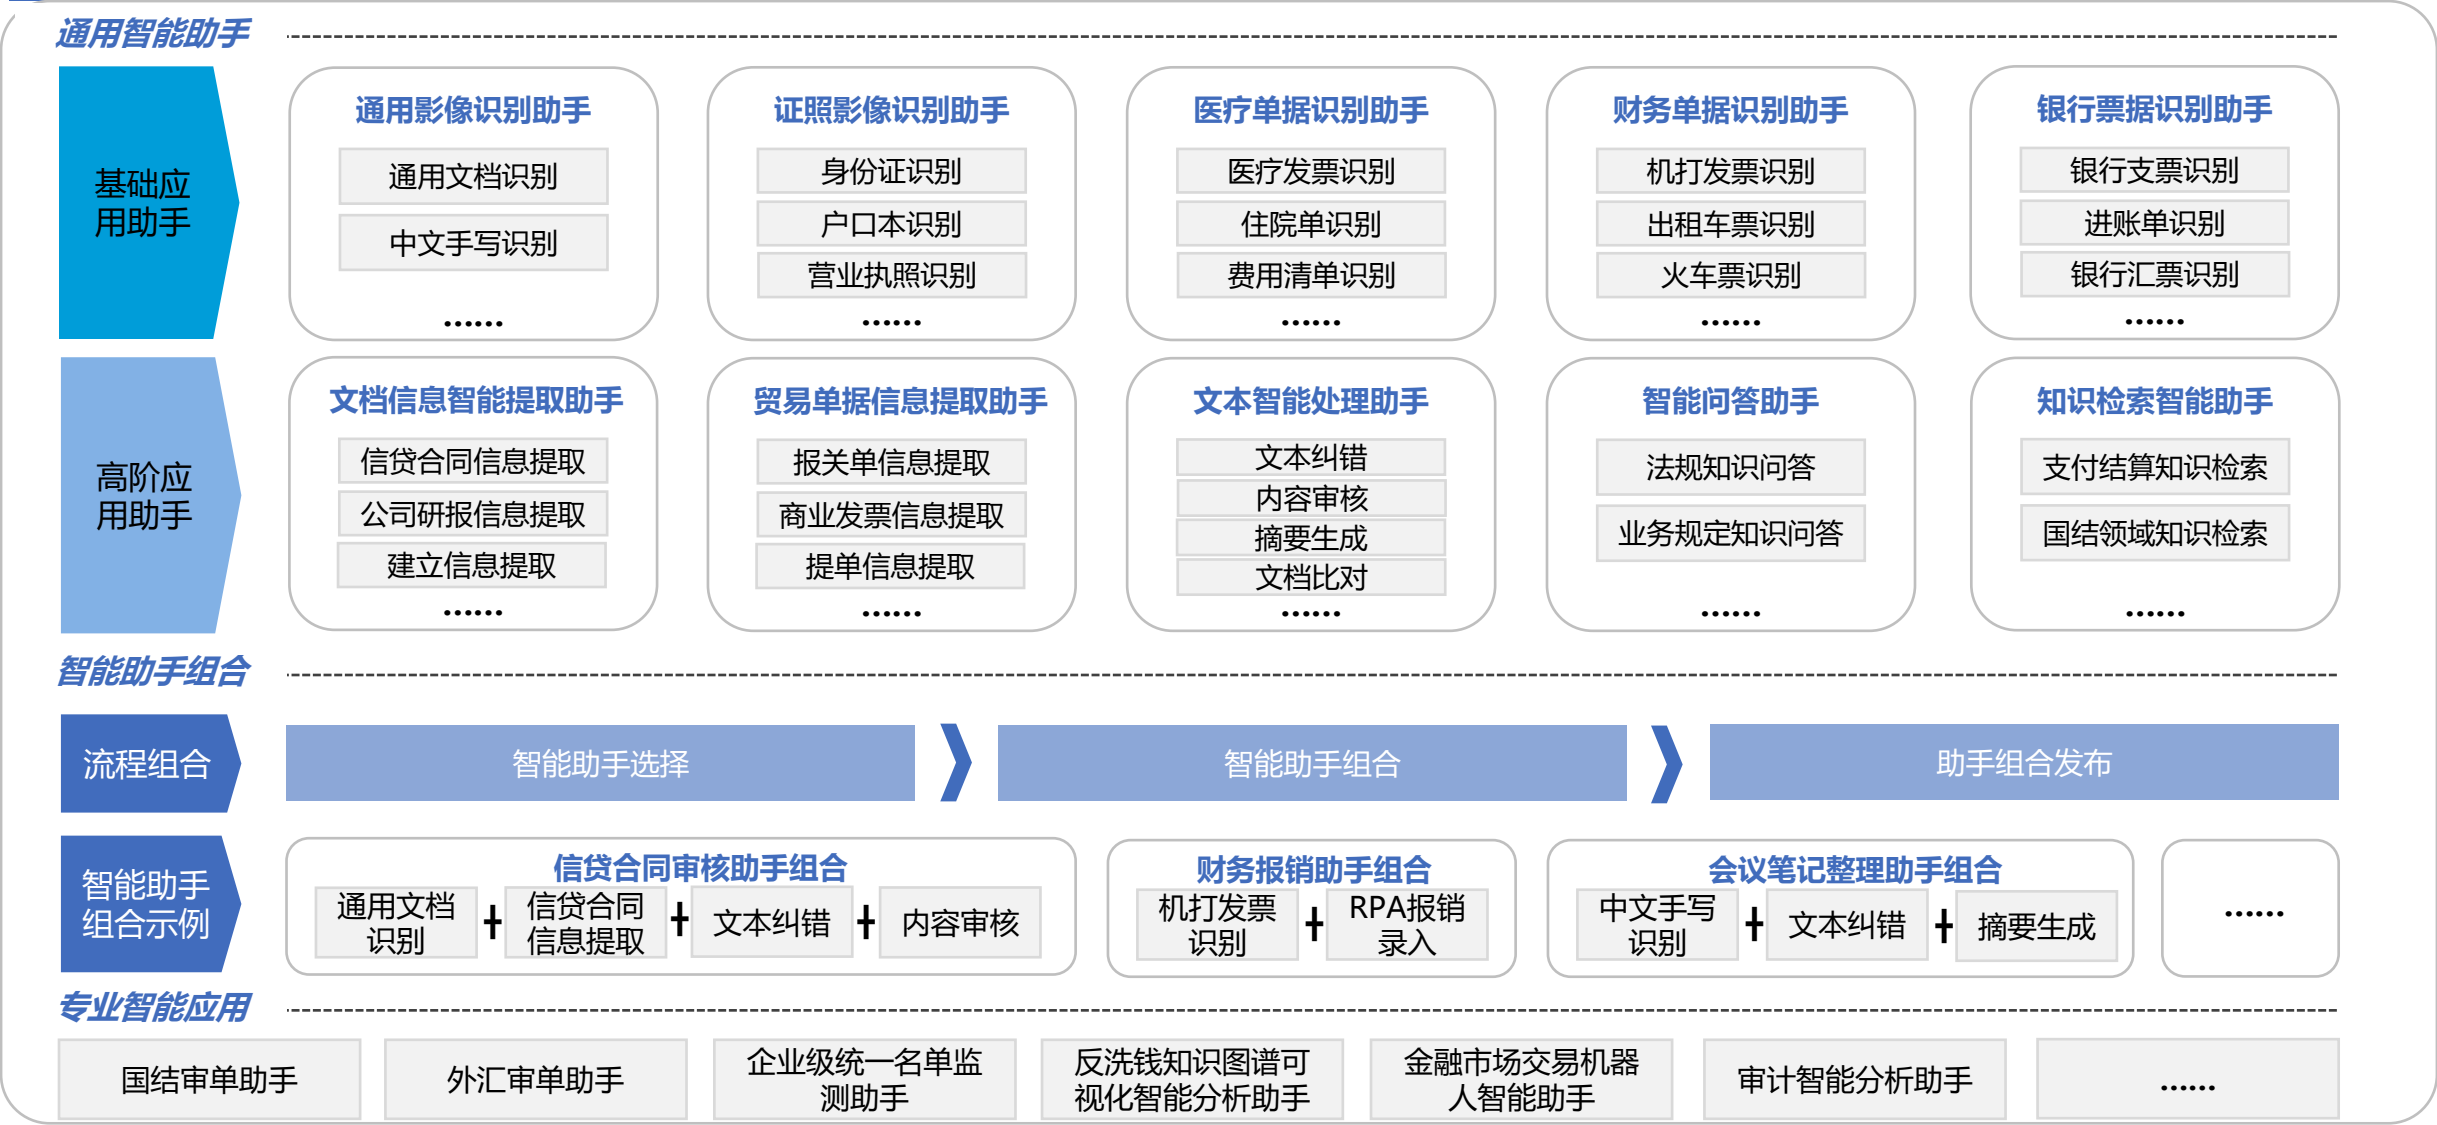 通用智能助手
基础应
用助手
通用影像识别助手
通用文档识别
中文手写识别
......
证照影像识别助手
身份证识别
户口本识别
营业执照识别
......
医疗单据识别助手
医疗发票识别
住院单识别
费用清单识别
......
财务单据识别助手
机打发票识别
出租车票识别
火车票识别
......
银行票据识别助手
银行支票识别
进账单识别
银行汇票识别
......
高阶应
用助手
文档信息智能提取助手
信贷合同信息提取
公司研报信息提取
建立信息提取
......
贸易单据信息提取助手
报关单信息提取
商业发票信息提取
提单信息提取
......
文本智能处理助手
文本纠错
内容审核
摘要生成
文档比对
......
智能问答助手
法规知识问答
业务规定知识问答
......
知识检索智能助手
支付结算知识检索
国结领域知识检索
......
智能助手组合
流程组合
智能助手选择
智能助手组合
助手组合发布
智能助手
组合示例
信贷合同审核助手组合
通用文档
识别
+
信贷合同
信息提取
+
文本纠错
+
内容审核
财务报销助手组合
机打发票
识别
+
RPA报销
录入
会议笔记整理助手组合
中文手写
识别
+
文本纠错
+
摘要生成
......
专业智能应用
国结审单助手
外汇审单助手
企业级统一名单监
测助手
反洗钱知识图谱可
视化智能分析助手
金融市场交易机器
人智能助手
审计智能分析助手
......